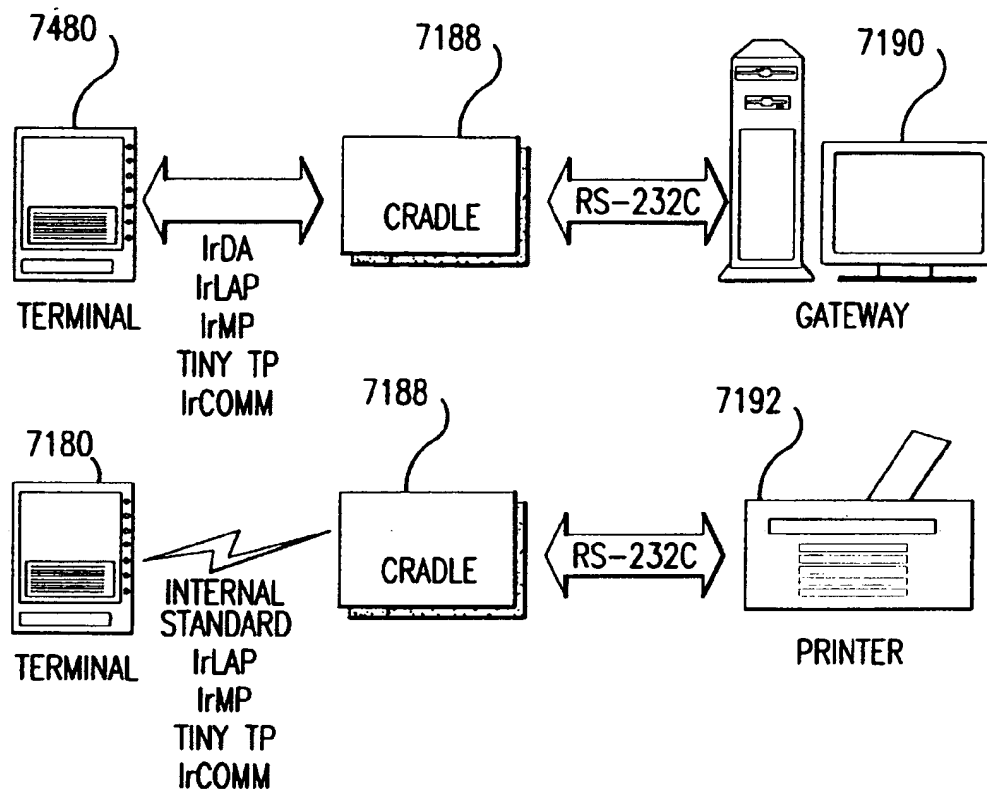 7480
7188
7190
CRADLE
RS-232C
IrDA
IrLAP
IrMP
TINY TP
IrCOMM
TERMINAL
GATEWAY
7180
7188
7192
CRADLE
RS-232C
INTERNAL
STANDARD
IrLAP
IrMP
TINY TP
IrCOMM
TERMINAL
PRINTER